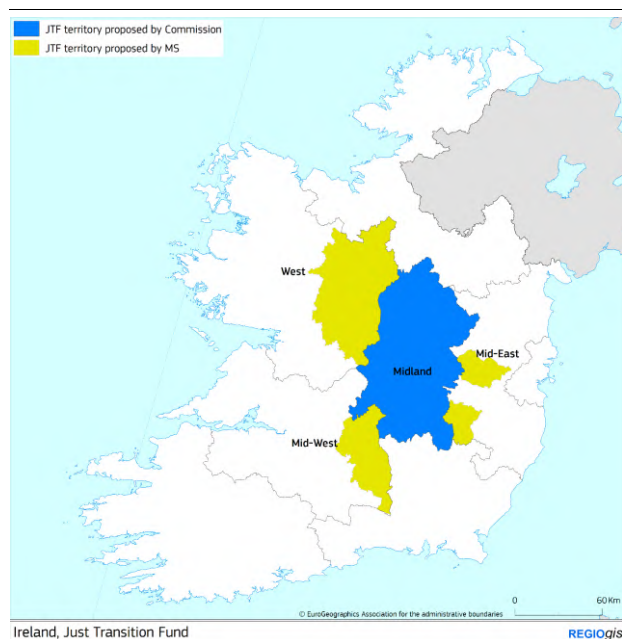 JTF territory proposed by Commission
JTF territory proposed by MS
West
Mid-East
Midland
Mid-West
0 60 Km
© EuroGeographics Association for the administrative boundaries
Ireland, Just Transition Fund
REGIOgis